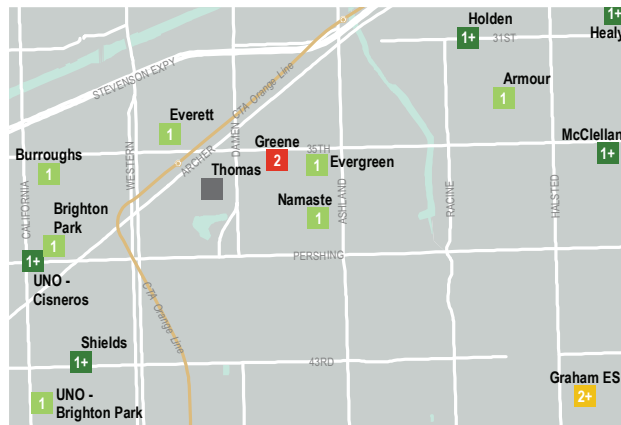 Holden
1+
31ST
1+
Healy
STEVENSON EXPY
CTA Orange Line
Armour
1
Everett
1
DAMEN
Greene
2
35TH
Evergreen
1
McClellan
1+
ARCHER
WESTERN
Burroughs
1
Thomas
CALIFORNIA
Namaste
1
ASHLAND
RACINE
HALSTED
Brighton
Park
1
1+
UNO -
Cisneros
PERSHING
CTA Orange Line
Shields
1+
43RD
Graham ES
2+
1
UNO -
Brighton Park